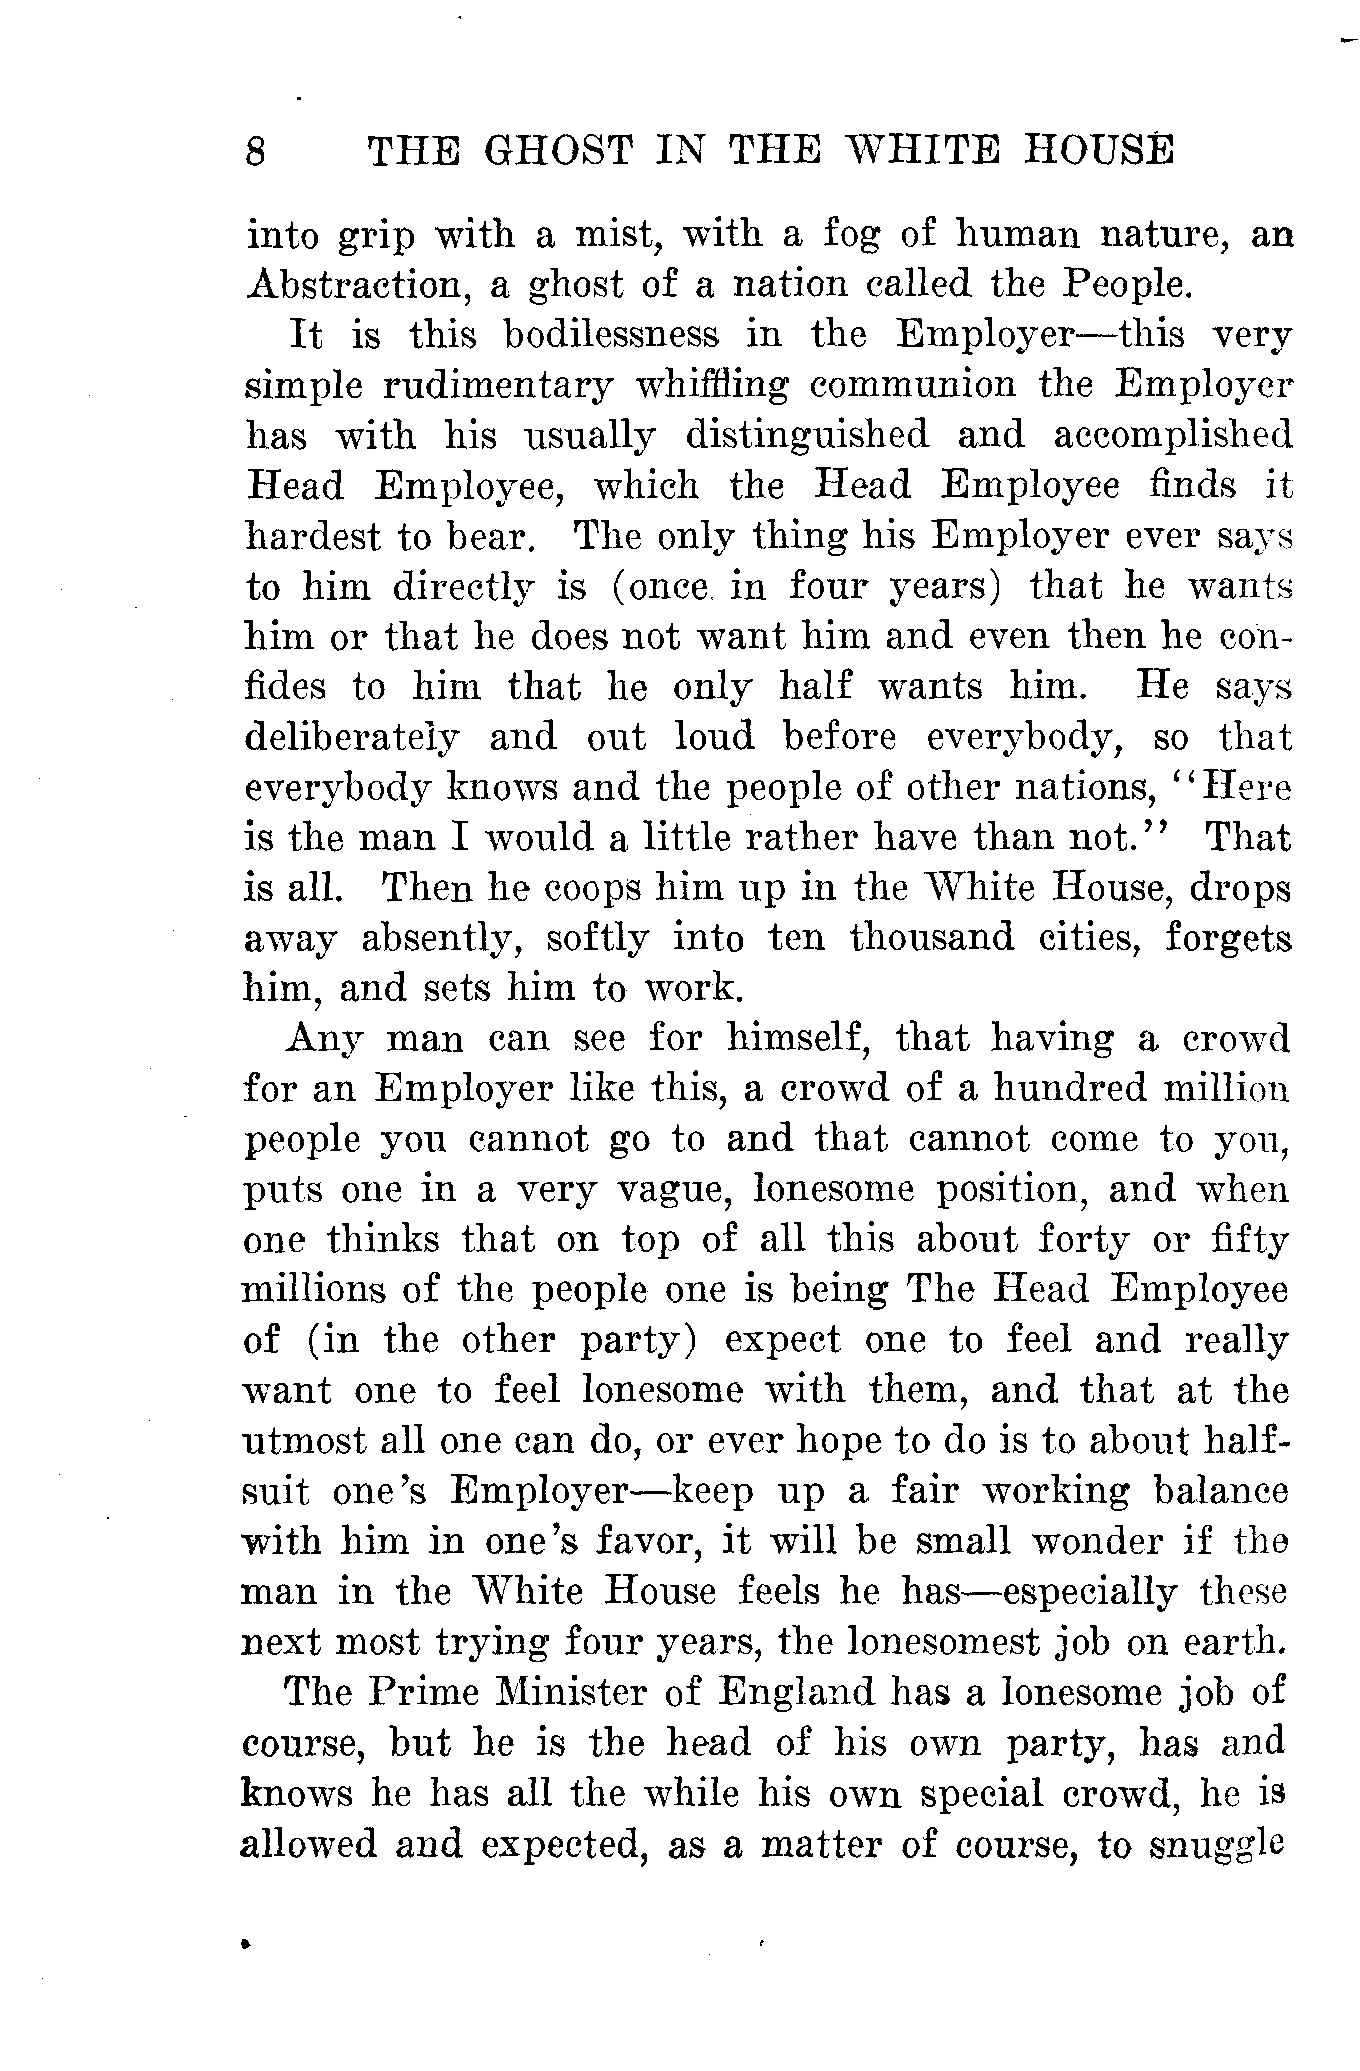 8 THE GHOST IN THE WHITE HOUSE
into grip with a mist, with a fog of human nature, an
Abstraction, a ghost of a nation called the People.
It is this bodilessness in the Employer—this very
simple rudimentary whiffling communion the Employer
has with his usually distinguished and accomplished
Head Employee, which the Head Employee finds it
hardest to bear. The only thing his Employer ever says
to him directly is (once in four years) that he wants
him or that he does not want him and even then he con-
fides to him that he only half wants him. He says
deliberately and out loud before everybody, so that
everybody knows and the people of other nations, "Here
is the man I would a little rather have than not." That
is all. Then he coops him up in the White House, drops
away absently, softly into ten thousand cities, forgets
him, and sets him to work.
Any man can see for himself, that having a crowd
for an Employer like this, a crowd of a hundred million
people you cannot go to and that cannot come to you,
puts one in a very vague, lonesome position, and when
one thinks that on top of all this about forty or fifty
millions of the people one is being The Head Employee
of (in the other party) expect one to feel and really
want one to feel lonesome with them, and that at the
utmost all one can do, or ever hope to do is to about half-
suit one's Employer—keep up a fair working balance
with him in one's favor, it will be small wonder if the
man in the White House feels he has—especially these
next most trying four years, the lonesomest job on earth.
The Prime Minister of England has a lonesome job of
course, but he is the head of his own party, has and
knows he has all the while his own special crowd, he is
allowed and expected, as a matter of course, to snuggle